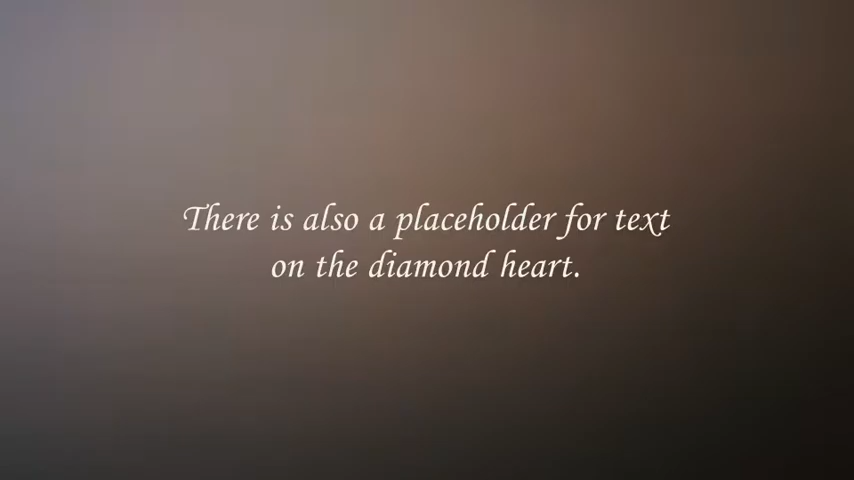 There is also a placeholder for text
on the diamond heart.